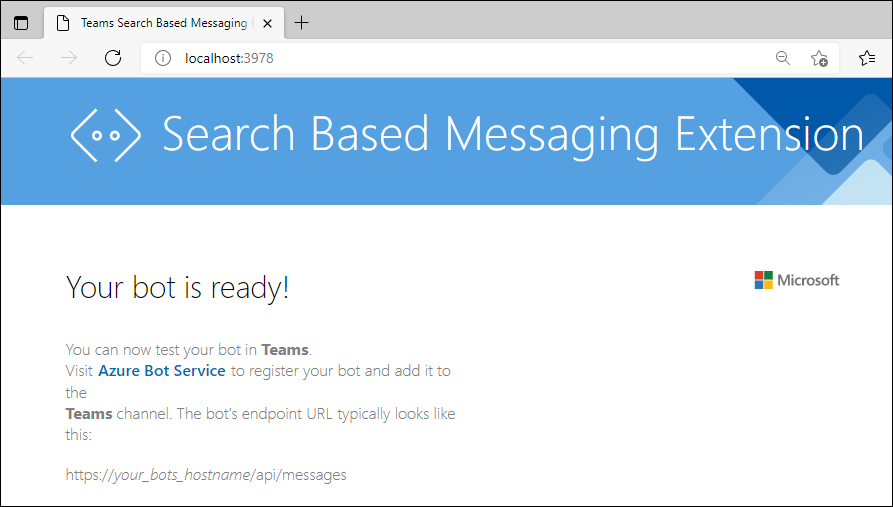 Teams Search Based Messaging E
localhost:3978
Search Based Messaging Extension
Your bot is ready!
Microsoft
You can now test your bot in Teams.
Visit Azure Bot Service to register your bot and add it to
the
Teams channel. The bot's endpoint URL typically looks like
this:
https://your_bots_hostname/api/messages